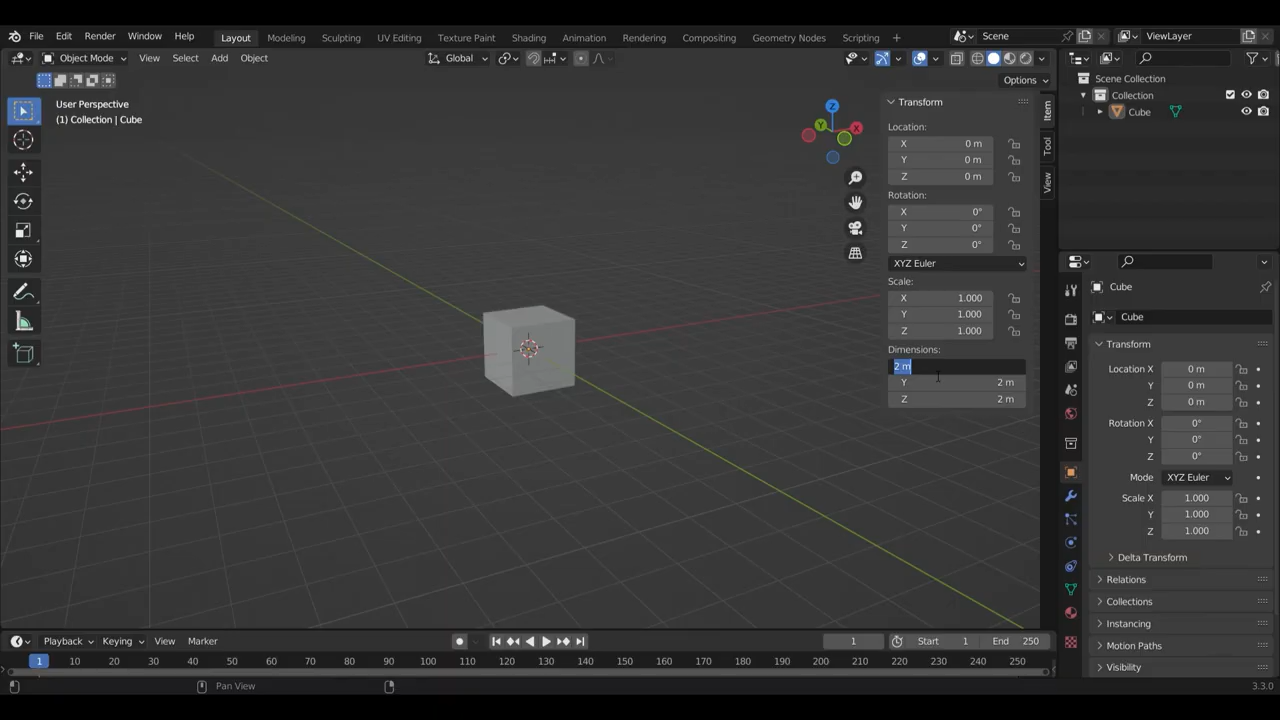 File Edit Render Window Help Layout Modeling Sculpting UV Editing Texture Paint Shading Animation Rendering Compositing Geometry Nodes Scripting + Scene ViewLayer
Object Mode View Select Add Object Global
Options
User Perspective
(1) Collection | Cube
Z
Y
X
Transform
Location:
X 0 m
Y 0 m
Z 0 m
Rotation:
X 0°
Y 0°
Z 0°
XYZ Euler
Scale:
X 1.000
Y 1.000
Z 1.000
Dimensions:
2 m
Y 2 m
Z 2 m
Item
Tool
View
Scene Collection
Collection
Cube
Cube
Cube
Transform
Location X 0 m
Y 0 m
Z 0 m
Rotation X 0°
Y 0°
Z 0°
Mode XYZ Euler
Scale X 1.000
Y 1.000
Z 1.000
Delta Transform
Relations
Collections
Instancing
Motion Paths
Visibility
Playback Keying View Marker 1 Start 1 End 250
1 10 20 30 40 50 60 70 80 90 100 110 120 130 140 150 160 170 180 190 200 210 220 230 240 250
Pan View 3.3.0